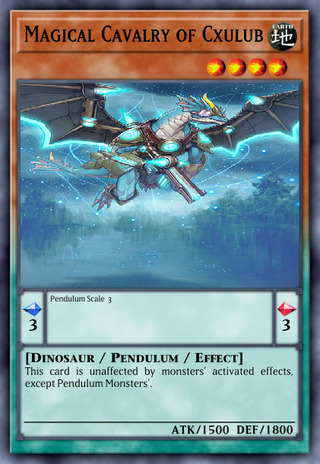 Magical Cavalry of Cxulub
EARTH
地
Pendulum Scale 3
3
3
[Dinosaur / Pendulum / Effect]
This card is unaffected by monsters' activated effects,
except Pendulum Monsters'.
ATK/1500 DEF/1800